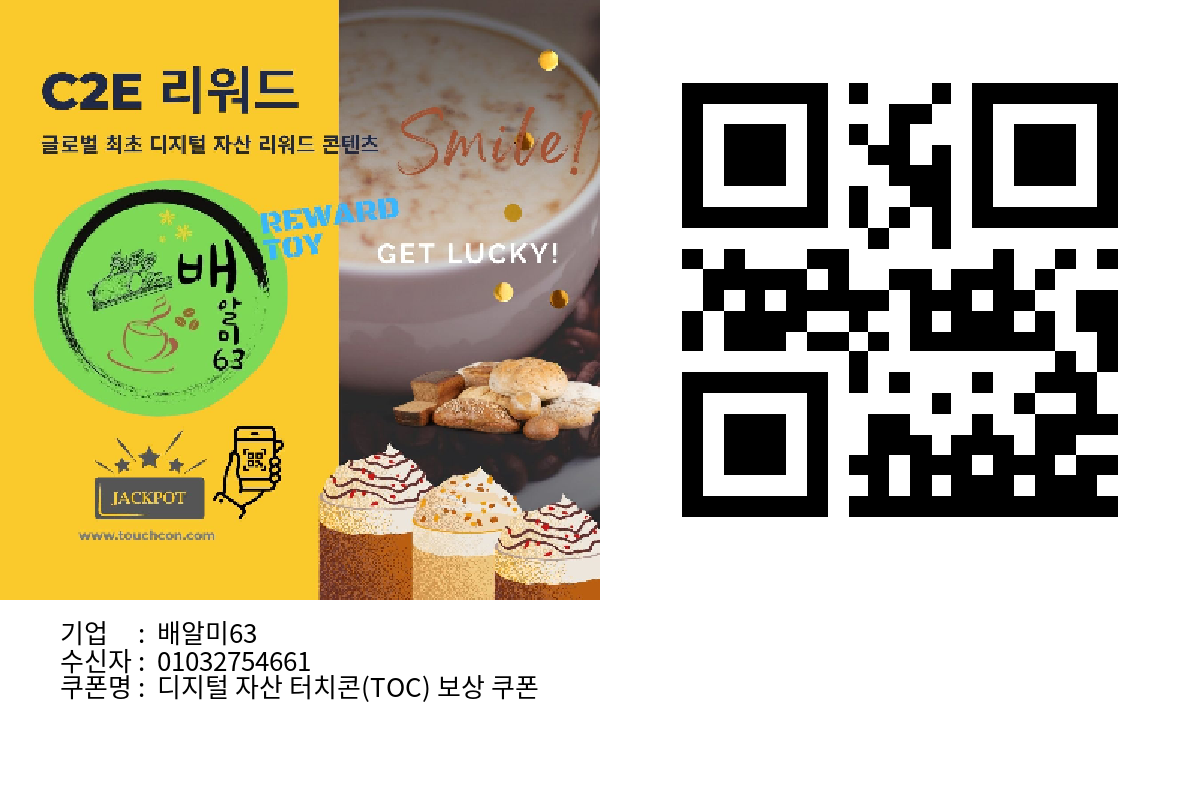 C2E 리워드
글로벌 최초 디지털 자산 리워드 콘텐츠
Smile!
REWARD
TOY
GET LUCKY!
배
알
미
63
JACKPOT
www.touchcon.com
기업 : 배알미63
수신자 : 01032754661
쿠폰명 : 디지털 자산 터치콘(TOC) 보상 쿠폰